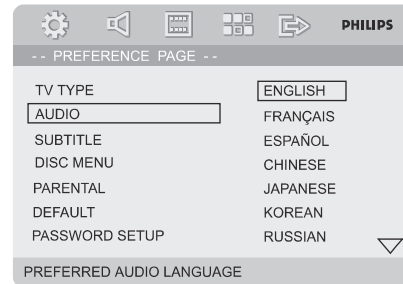 PHILIPS
-- PREFERENCE PAGE --
TV TYPE
AUDIO
SUBTITLE
DISC MENU
PARENTAL
DEFAULT
PASSWORD SETUP
ENGLISH
FRANÇAIS
ESPAÑOL
CHINESE
JAPANESE
KOREAN
RUSSIAN
PREFERRED AUDIO LANGUAGE